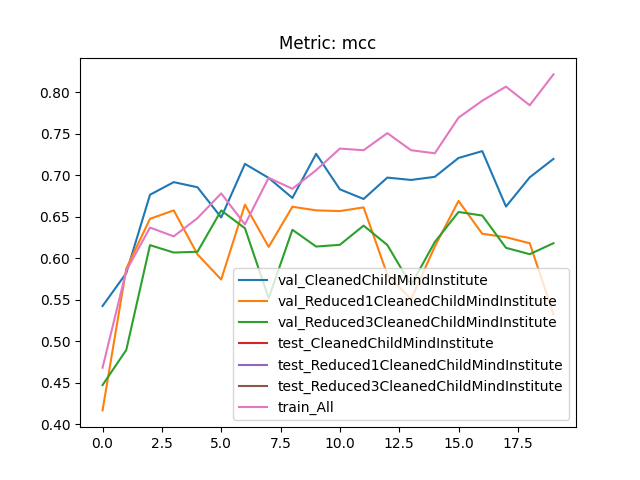 Metric: mcc
0.80
0.75
0.70
0.65
0.60
0.55
0.50
0.45
0.40
val_CleanedChildMindInstitute
val_Reduced1CleanedChildMindInstitute
val_Reduced3CleanedChildMindInstitute
test_CleanedChildMindInstitute
test_Reduced1CleanedChildMindInstitute
test_Reduced3CleanedChildMindInstitute
train_All
0.0 2.5 5.0 7.5 10.0 12.5 15.0 17.5